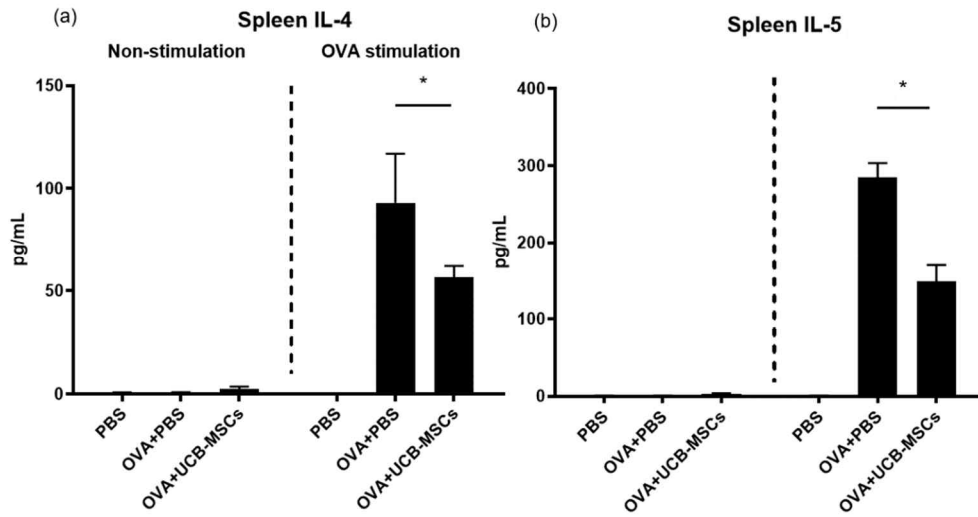 (a)
Spleen IL-4
Non-stimulation
OVA stimulation
*
150
100
50
0
pg/mL
PBS
OVA+PBS
OVA+UCB-MSCs
PBS
OVA+PBS
OVA+UCB-MSCs
(b)
Spleen IL-5
*
400
300
200
100
0
pg/mL
PBS
OVA+PBS
OVA+UCB-MSCs
PBS
OVA+PBS
OVA+UCB-MSCs